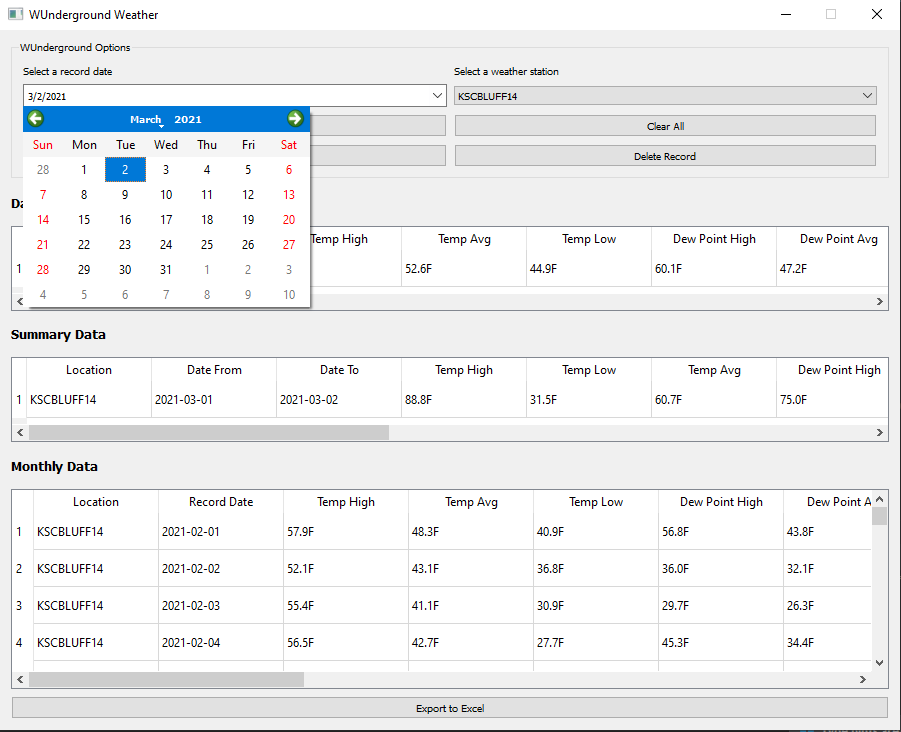 WUnderground Weather
WUnderground Options
Select a record date Select a weather station
3/2/2021 KSCBLUFF14
March 2021 Clear All
Sun Mon Tue Wed Thu Fri Sat
28 1 2 3 4 5 6 Delete Record
7 8 9 10 11 12 13
14 15 16 17 18 19 20
21 22 23 24 25 26 27
28 29 30 31 1 2 3
4 5 6 7 8 9 10
Temp High Temp Avg Temp Low Dew Point High Dew Point Avg
1 52.6F 44.9F 60.1F 47.2F
Summary Data
Location Date From Date To Temp High Temp Low Temp Avg Dew Point High
1 KSCBLUFF14 2021-03-01 2021-03-02 88.8F 31.5F 60.7F 75.0F
Monthly Data
Location Record Date Temp High Temp Avg Temp Low Dew Point High Dew Point A
1 KSCBLUFF14 2021-02-01 57.9F 48.3F 40.9F 56.8F 43.8F
2 KSCBLUFF14 2021-02-02 52.1F 43.1F 36.8F 36.0F 32.1F
3 KSCBLUFF14 2021-02-03 55.4F 41.1F 30.9F 29.7F 26.3F
4 KSCBLUFF14 2021-02-04 56.5F 42.7F 27.7F 45.3F 34.4F
Export to Excel